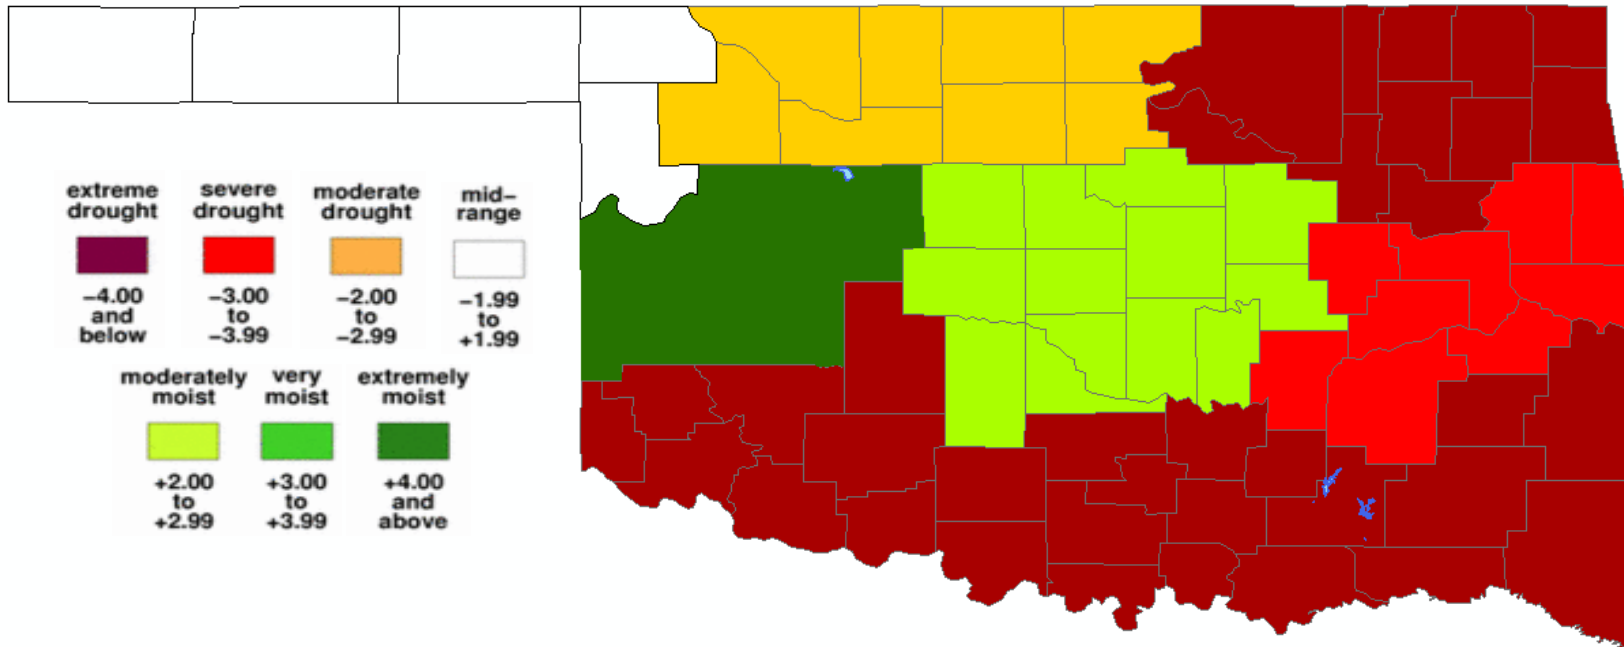 extreme
drought
−4.00
and
below
severe
drought
−3.00
to
−3.99
moderate
drought
−2.00
to
−2.99
mid−
range
−1.99
to
+1.99
moderately
moist
+2.00
to
+2.99
very
moist
+3.00
to
+3.99
extremely
moist
+4.00
and
above